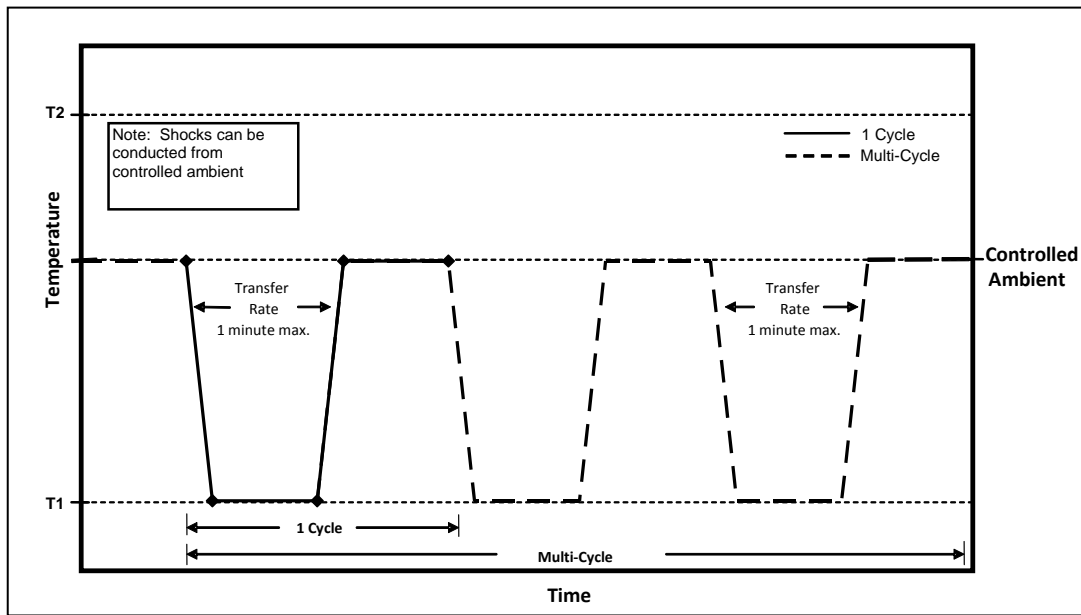 T2
Note: Shocks can be
conducted from
controlled ambient
1 Cycle
Multi-Cycle
Temperature
Controlled
Ambient
Transfer
Rate
1 minute max.
Transfer
Rate
1 minute max.
T1
1 Cycle
Multi-Cycle
Time